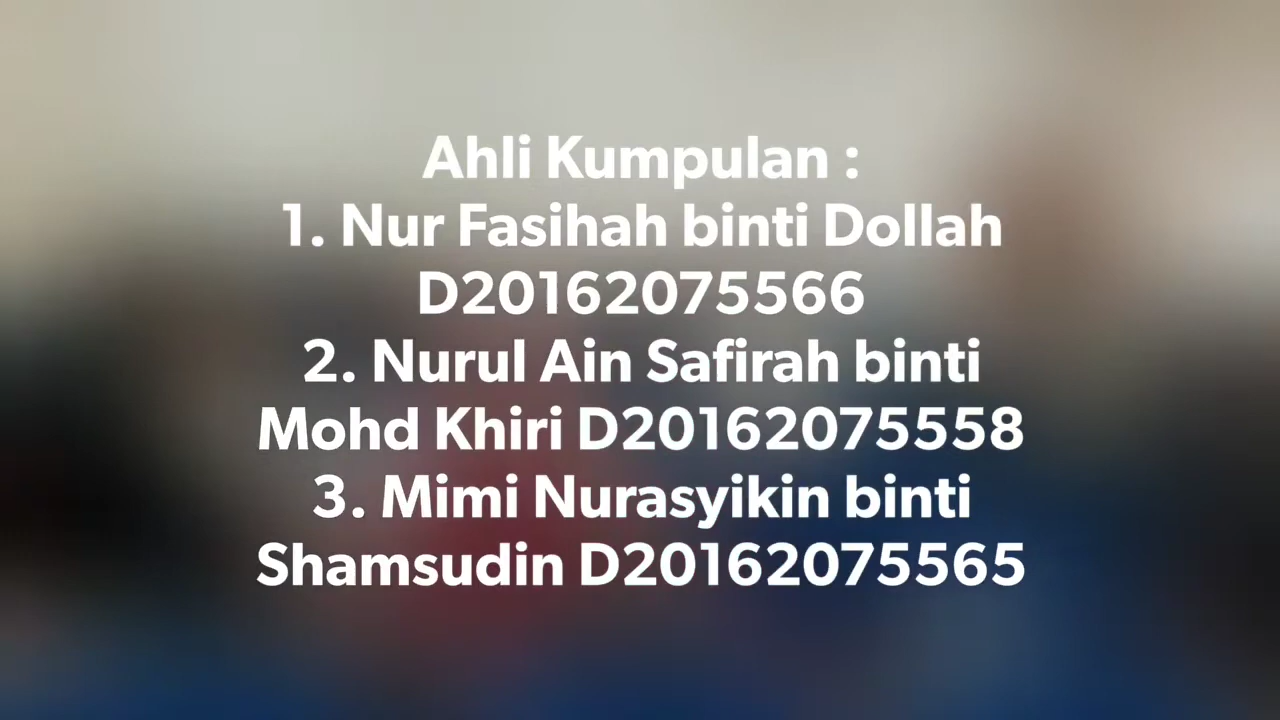 Ahli Kumpulan :
1. Nur Fasihah binti Dollah
D20162075566
2. Nurul Ain Safirah binti
Mohd Khiri D20162075558
3. Mimi Nurasyikin binti
Shamsudin D20162075565